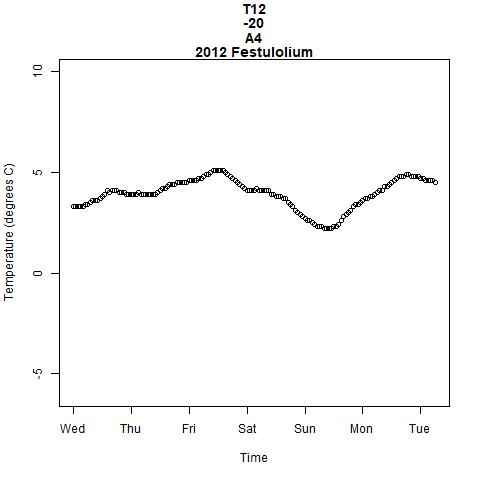 T12
-20
A4
2012 Festulolium
Temperature (degrees C)
10
5
0
-5
Wed Thu Fri Sat Sun Mon Tue
Time